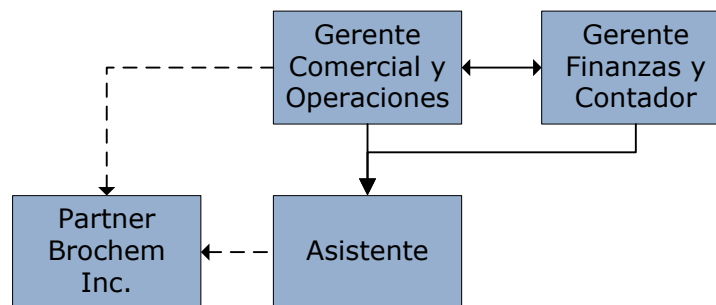 Gerente
Comercial y
Operaciones
Gerente
Finanzas y
Contador
Partner
Brochem
Inc.
Asistente